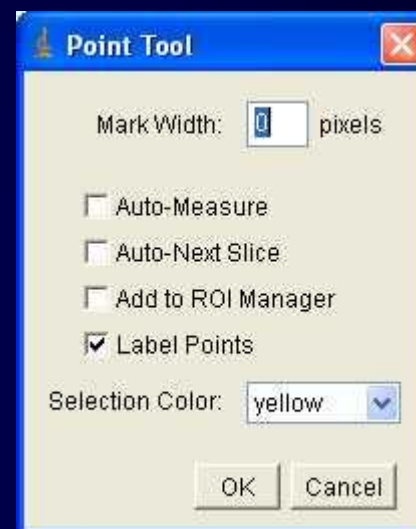 Point Tool
Mark Width: 0 pixels
Auto-Measure
Auto-Next Slice
Add to ROI Manager
Label Points
Selection Color: yellow
OK Cancel